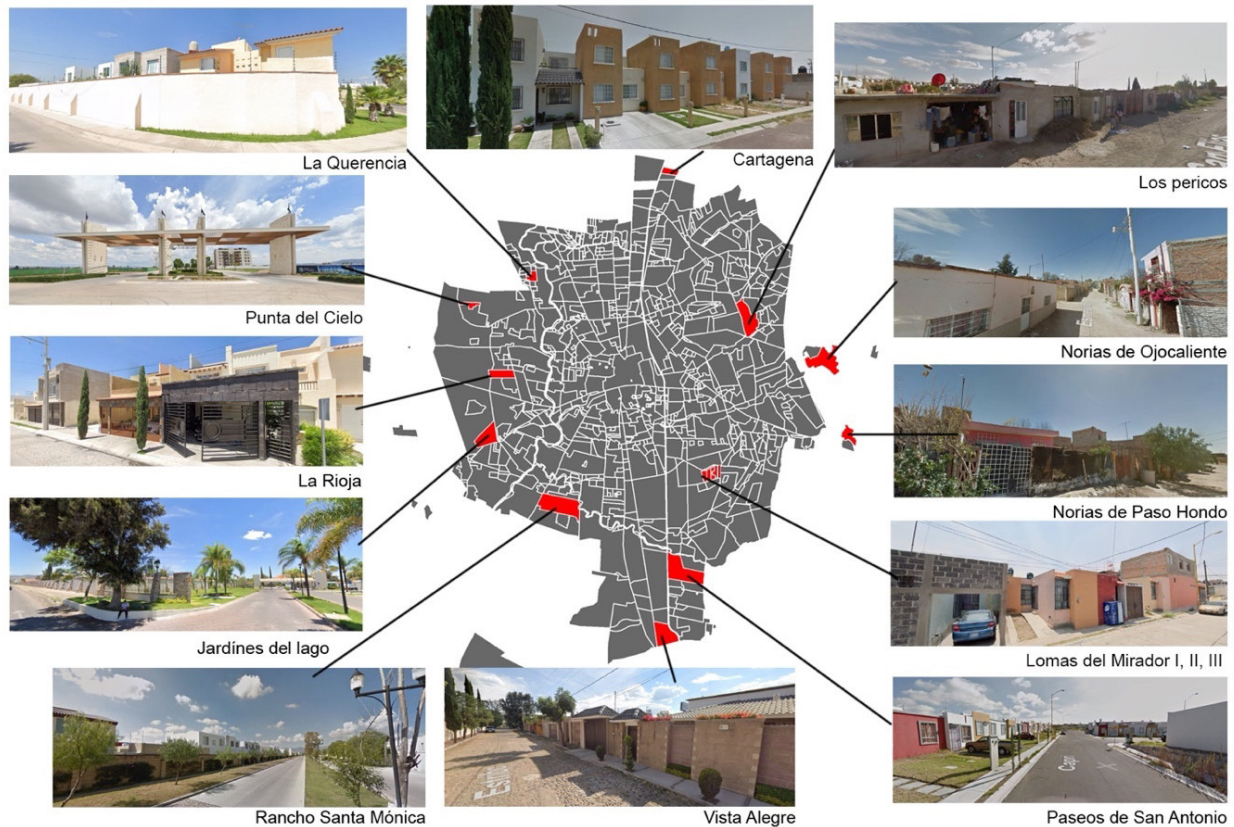 La Querencia
Cartagena
Los pericos
Punta del Cielo
Norias de Ojocaliente
La Rioja
Norias de Paso Hondo
Jardínes del lago
Lomas del Mirador I, II, III
Rancho Santa Mónica
Vista Alegre
Paseos de San Antonio